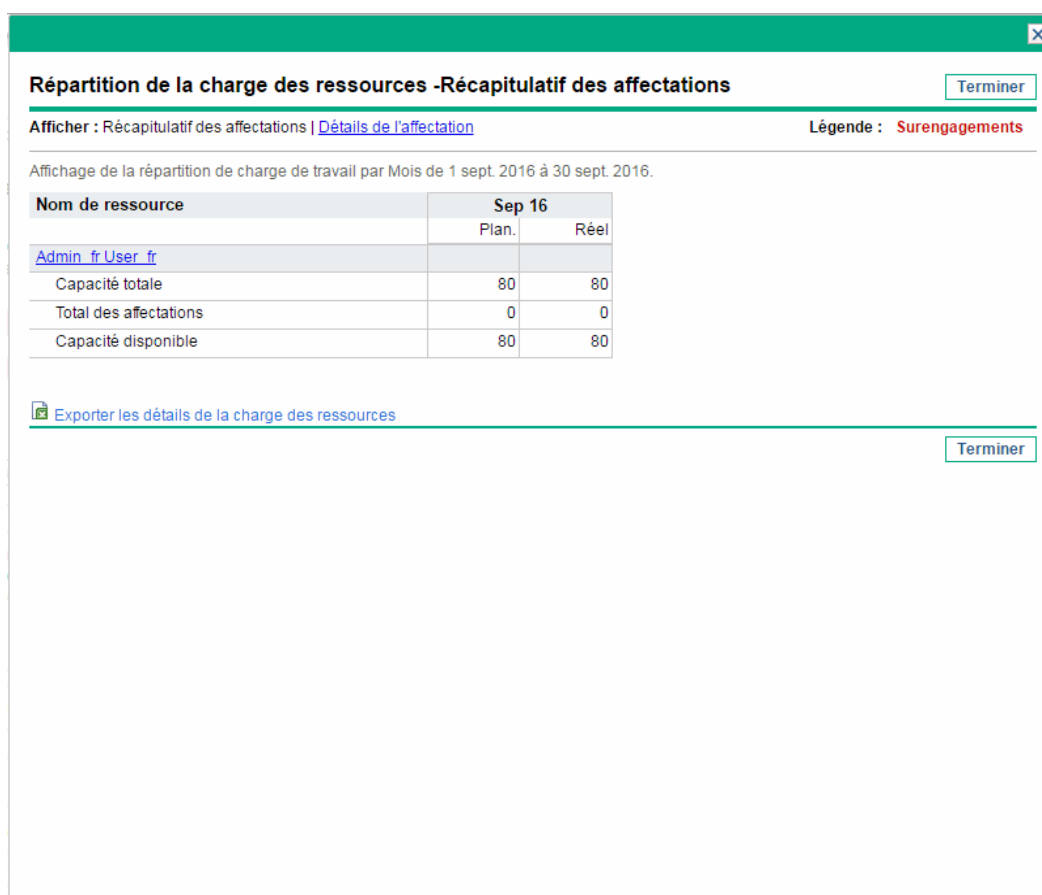 Répartition de la charge des ressources -Récapitulatif des affectations
Terminer
Afficher : Récapitulatif des affectations | Détails de l'affectation
Légende : Surengagements
Affichage de la répartition de charge de travail par Mois de 1 sept. 2016 à 30 sept. 2016.
Nom de ressource Sep 16
Plan. Réel
Admin_fr User_fr
Capacité totale 80 80
Total des affectations 0 0
Capacité disponible 80 80
Exporter les détails de la charge des ressources
Terminer